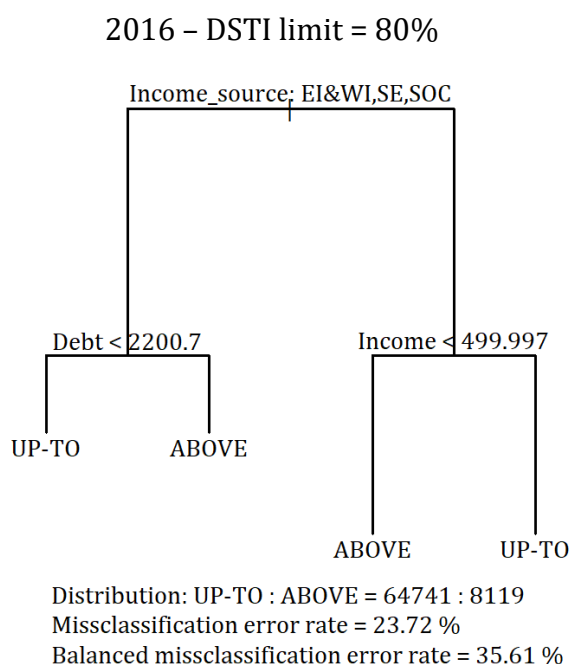 2016 – DSTI limit = 80%
Income_source: EI&WI,SE,SOC
Debt < 2200.7
Income < 499.997
UP-TO
ABOVE
ABOVE
UP-TO
Distribution: UP-TO : ABOVE = 64741 : 8119
Missclassification error rate = 23.72 %
Balanced missclassification error rate = 35.61 %